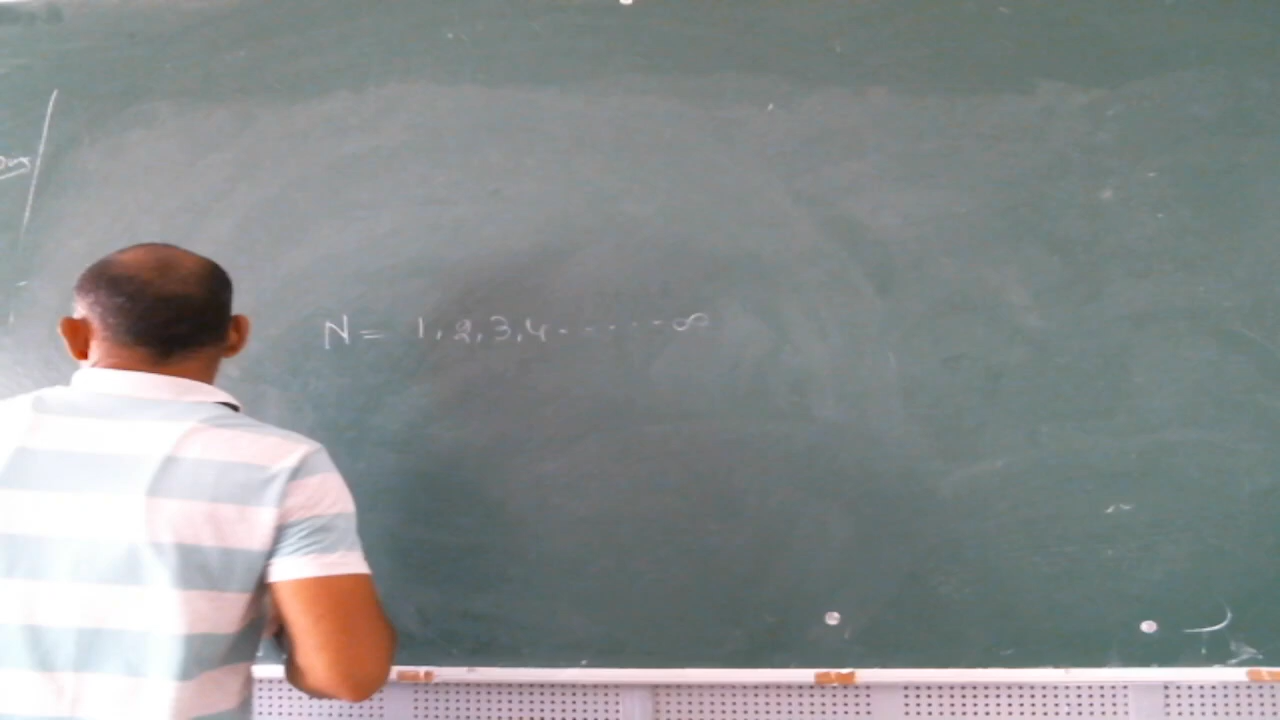 N = 1, 2, 3, 4 - - - - - - ∞